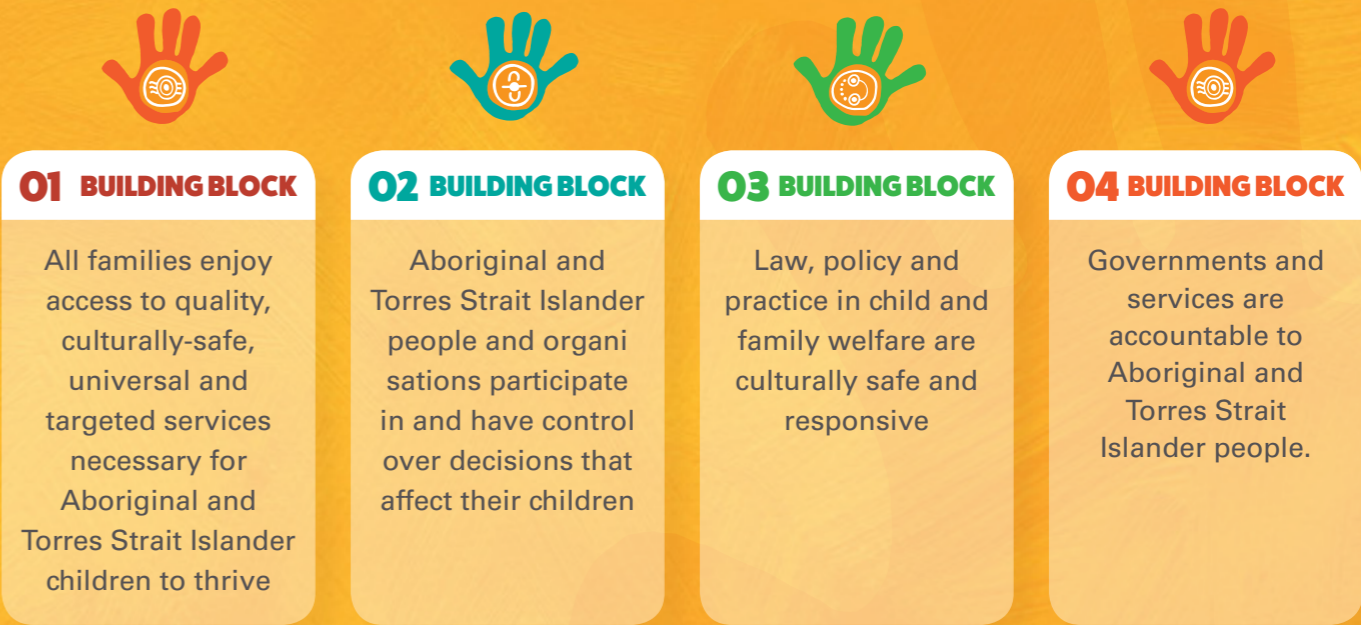 01 BUILDING BLOCK
All families enjoy
access to quality,
culturally-safe,
universal and
targeted services
necessary for
Aboriginal and
Torres Strait Islander
children to thrive
02 BUILDING BLOCK
Aboriginal and
Torres Strait Islander
people and organi
sations participate
in and have control
over decisions that
affect their children
03 BUILDING BLOCK
Law, policy and
practice in child and
family welfare are
culturally safe and
responsive
04 BUILDING BLOCK
Governments and
services are
accountable to
Aboriginal and
Torres Strait
Islander people.